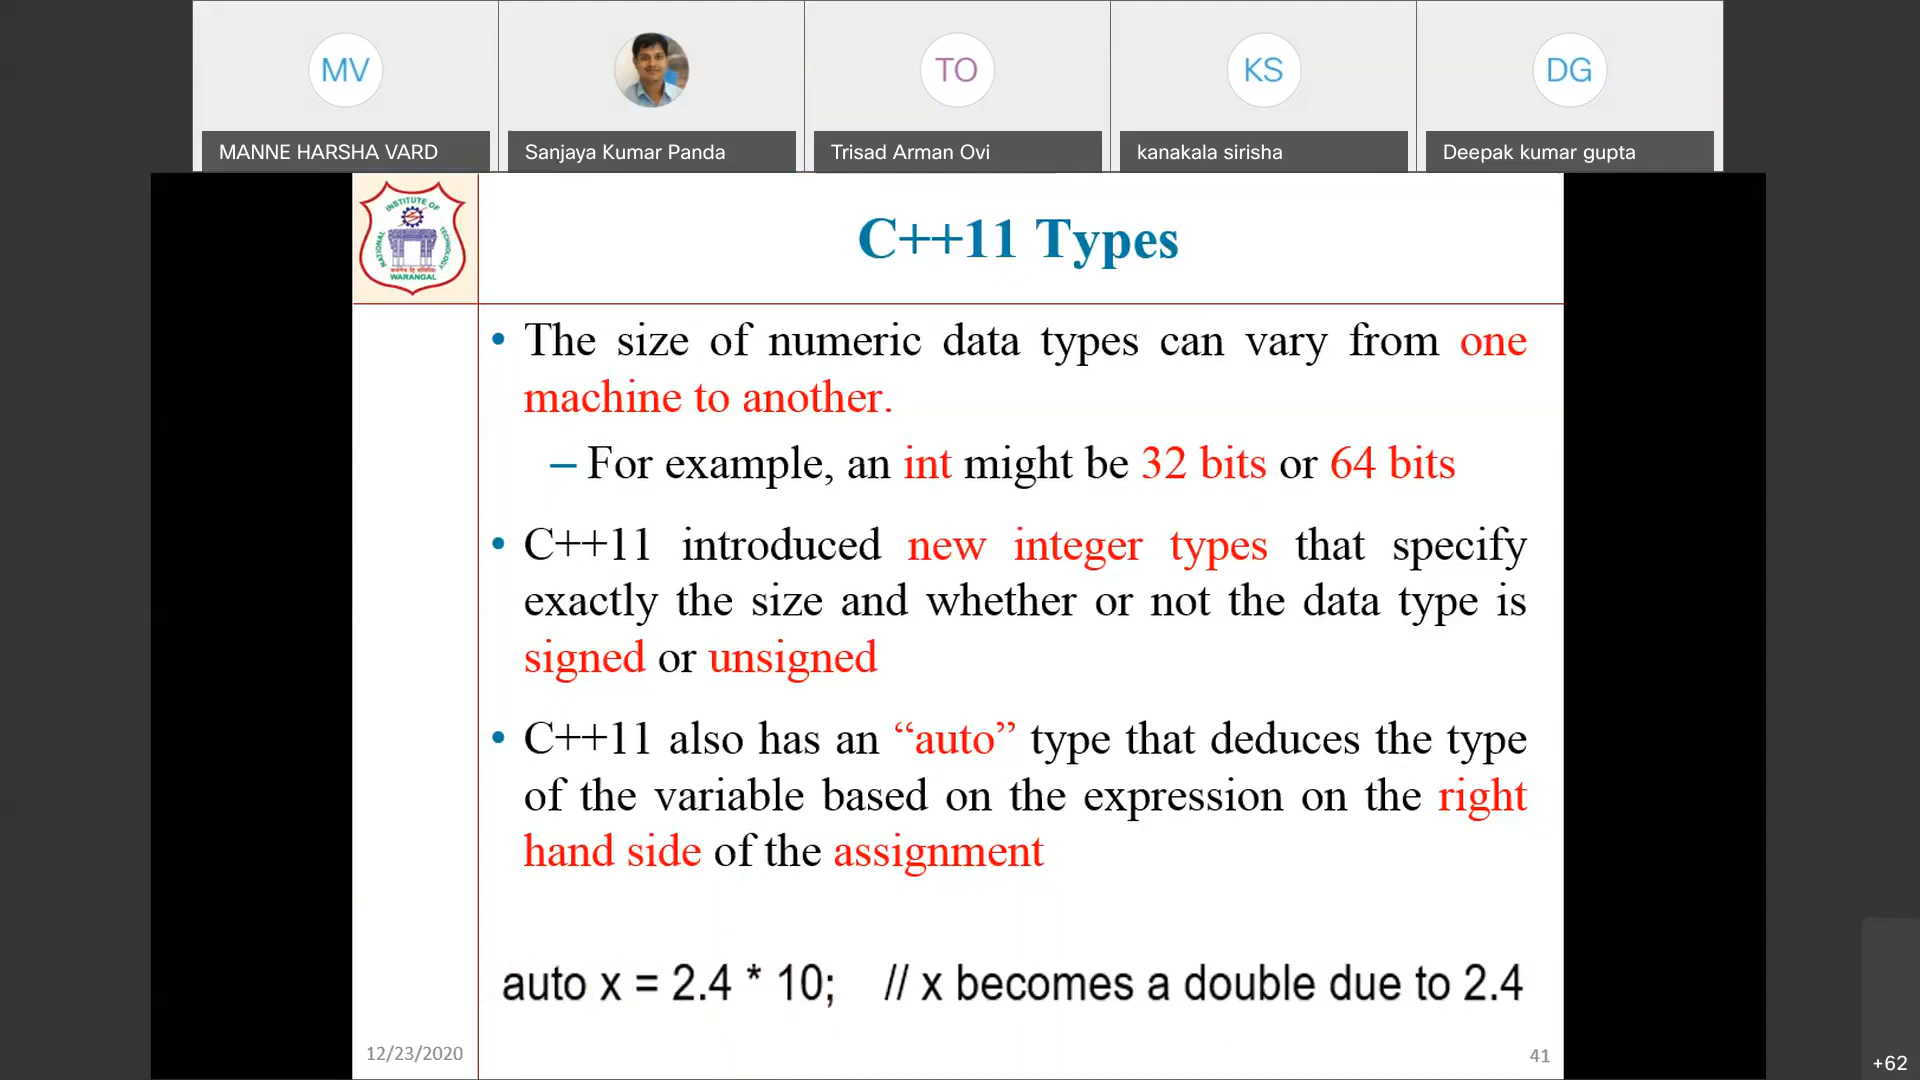 MV
TO
KS
DG
MANNE HARSHA VARD
Sanjaya Kumar Panda
Trisad Arman Ovi
kanakala sirisha
Deepak kumar gupta
INSTITUTE OF
NATIONAL
TECHNOLOGY
WARANGAL
C++11 Types
• The size of numeric data types can vary from one
machine to another.
– For example, an int might be 32 bits or 64 bits
• C++11 introduced new integer types that specify
exactly the size and whether or not the data type is
signed or unsigned
• C++11 also has an “auto” type that deduces the type
of the variable based on the expression on the right
hand side of the assignment
auto x = 2.4 * 10; // x becomes a double due to 2.4
12/23/2020
41
+62